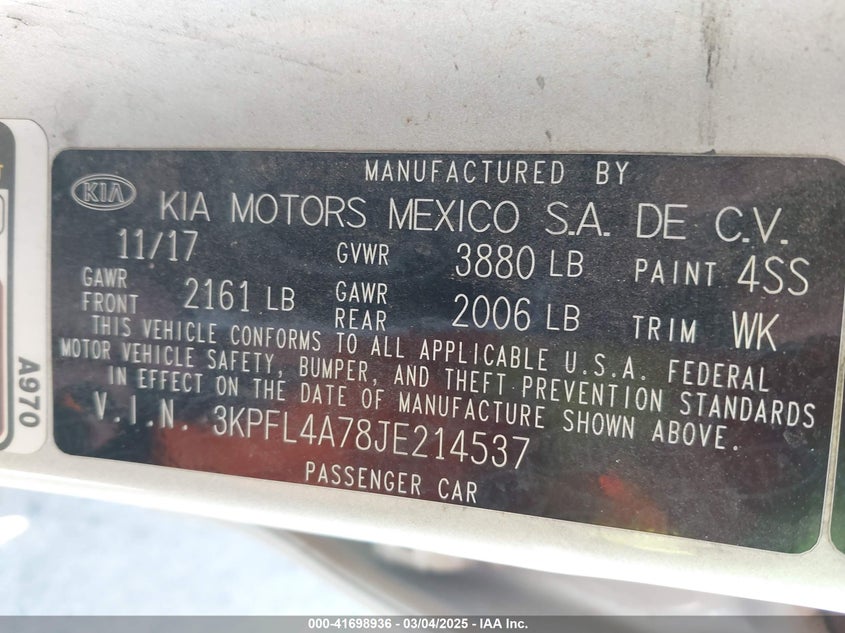 MANUFACTURED BY
KIA
KIA MOTORS MEXICO S.A. DE C.V.
11/17 GVWR 3880 LB PAINT 4SS
GAWR FRONT 2161 LB GAWR REAR 2006 LB TRIM WK
THIS VEHICLE CONFORMS TO ALL APPLICABLE U.S.A. FEDERAL
MOTOR VEHICLE SAFETY, BUMPER, AND THEFT PREVENTION STANDARDS
IN EFFECT ON THE DATE OF MANUFACTURE SHOWN ABOVE.
V.I.N. 3KPFL4A78JE214537
PASSENGER CAR
A970
000-41698936 - 03/04/2025 - IAA Inc.